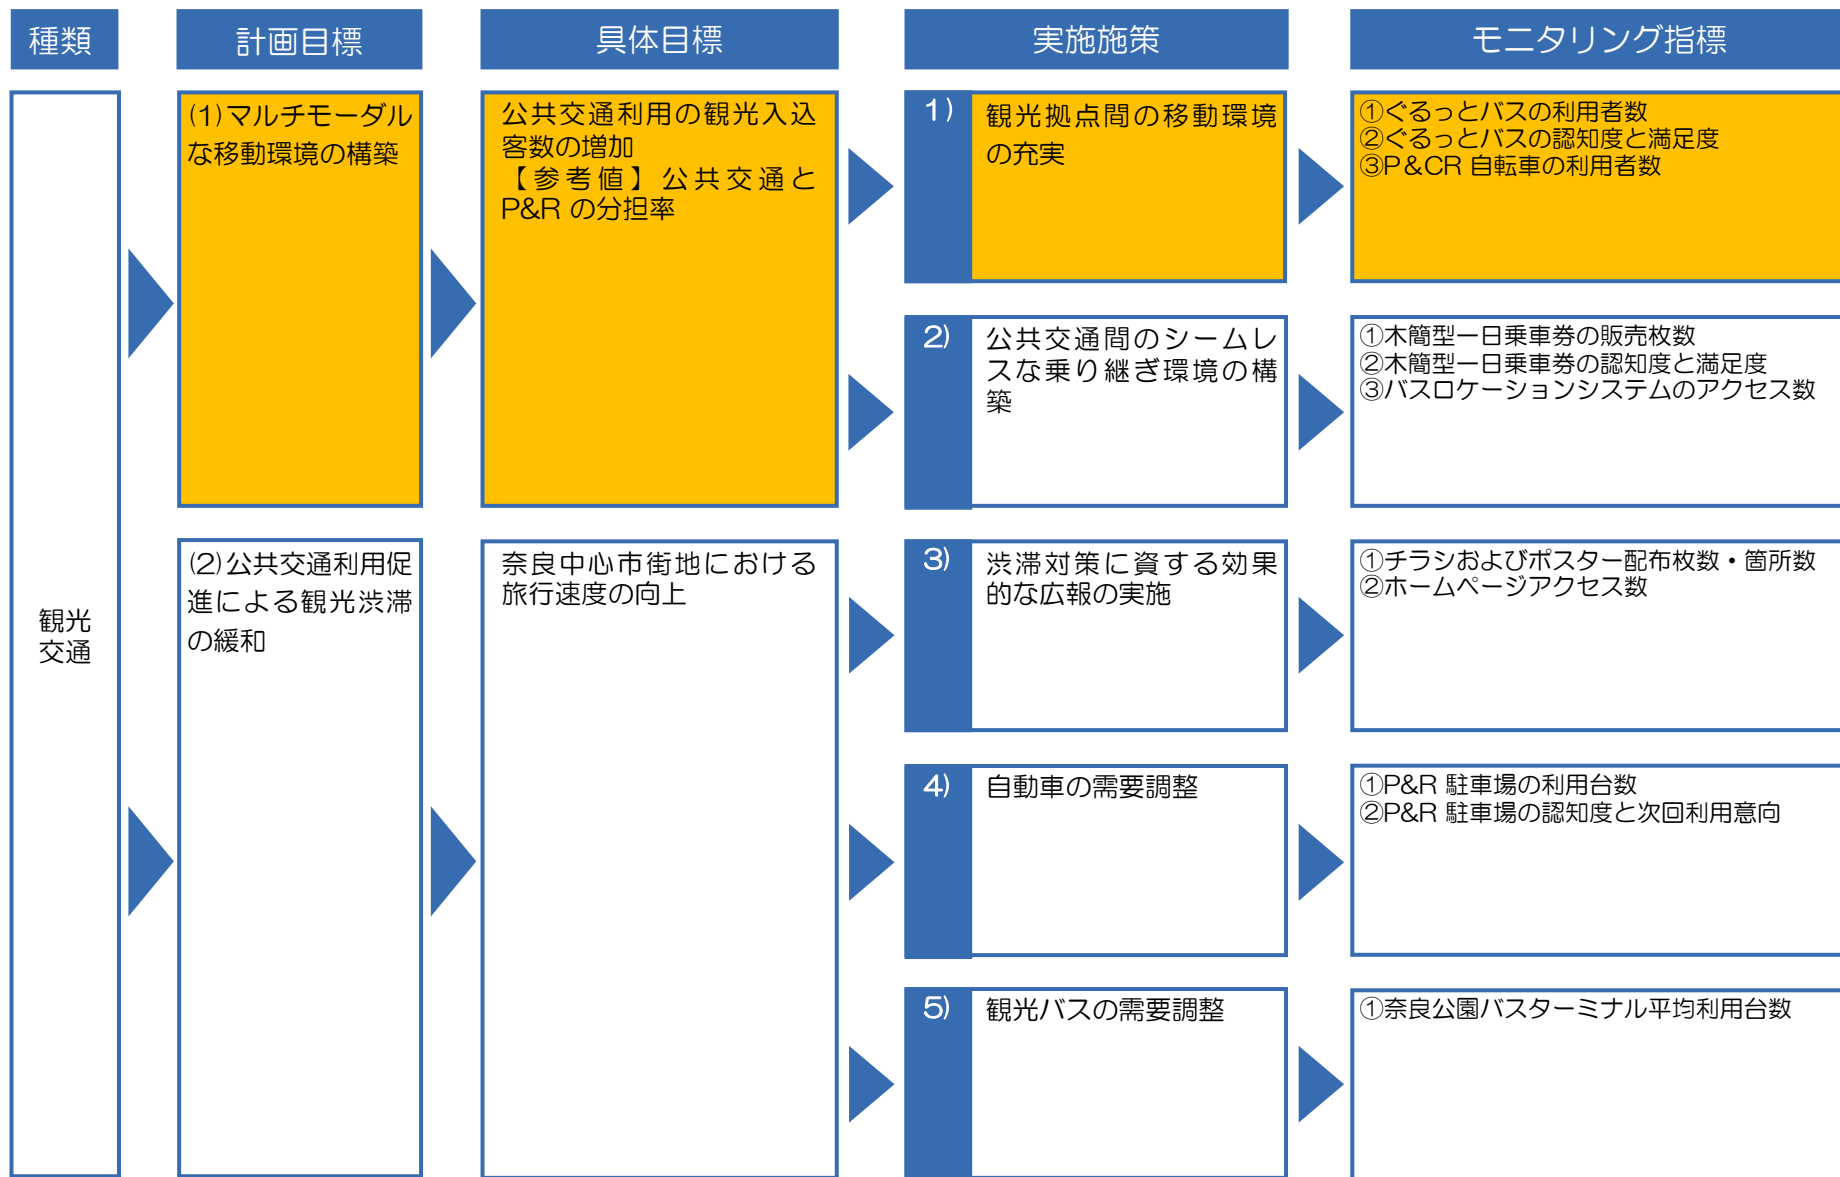 種類
計画目標
具体目標
実施施策
モニタリング指標
観光
交通
(1)マルチモーダル
な移動環境の構築
公共交通利用の観光入込
客数の増加
【参考値】公共交通と
P&R の分担率
1)
観光拠点間の移動環境
の充実
①ぐるっとバスの利用者数
②ぐるっとバスの認知度と満足度
③P&CR 自転車の利用者数
2)
公共交通間のシームレ
スな乗り継ぎ環境の構
築
①木簡型一日乗車券の販売枚数
②木簡型一日乗車券の認知度と満足度
③バスロケーションシステムのアクセス数
(2)公共交通利用促
進による観光渋滞
の緩和
奈良中心市街地における
旅行速度の向上
3)
渋滞対策に資する効果
的な広報の実施
①チラシおよびポスター配布枚数・箇所数
②ホームページアクセス数
4)
自動車の需要調整
①P&R 駐車場の利用台数
②P&R 駐車場の認知度と次回利用意向
5)
観光バスの需要調整
①奈良公園バスターミナル平均利用台数